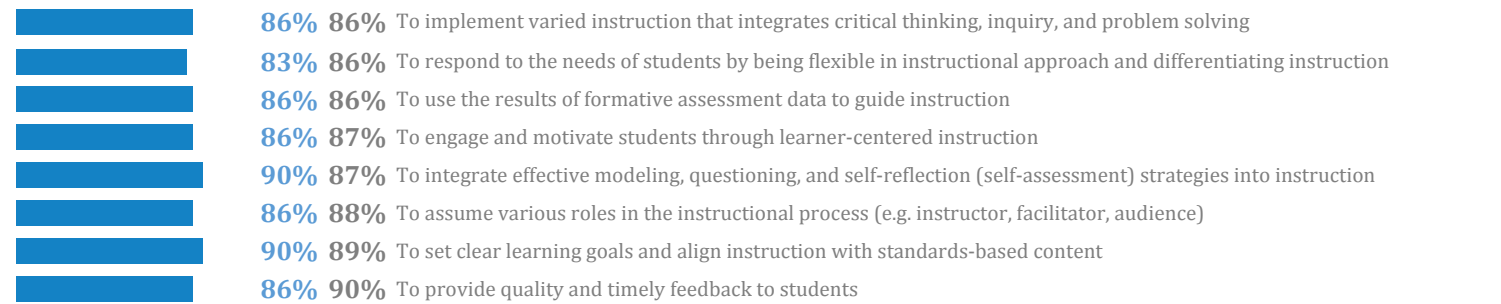 86% 86% To implement varied instruction that integrates critical thinking, inquiry, and problem solving
83% 86% To respond to the needs of students by being flexible in instructional approach and differentiating instruction
86% 86% To use the results of formative assessment data to guide instruction
86% 87% To engage and motivate students through learner-centered instruction
90% 87% To integrate effective modeling, questioning, and self-reflection (self-assessment) strategies into instruction
86% 88% To assume various roles in the instructional process (e.g. instructor, facilitator, audience)
90% 89% To set clear learning goals and align instruction with standards-based content
86% 90% To provide quality and timely feedback to students